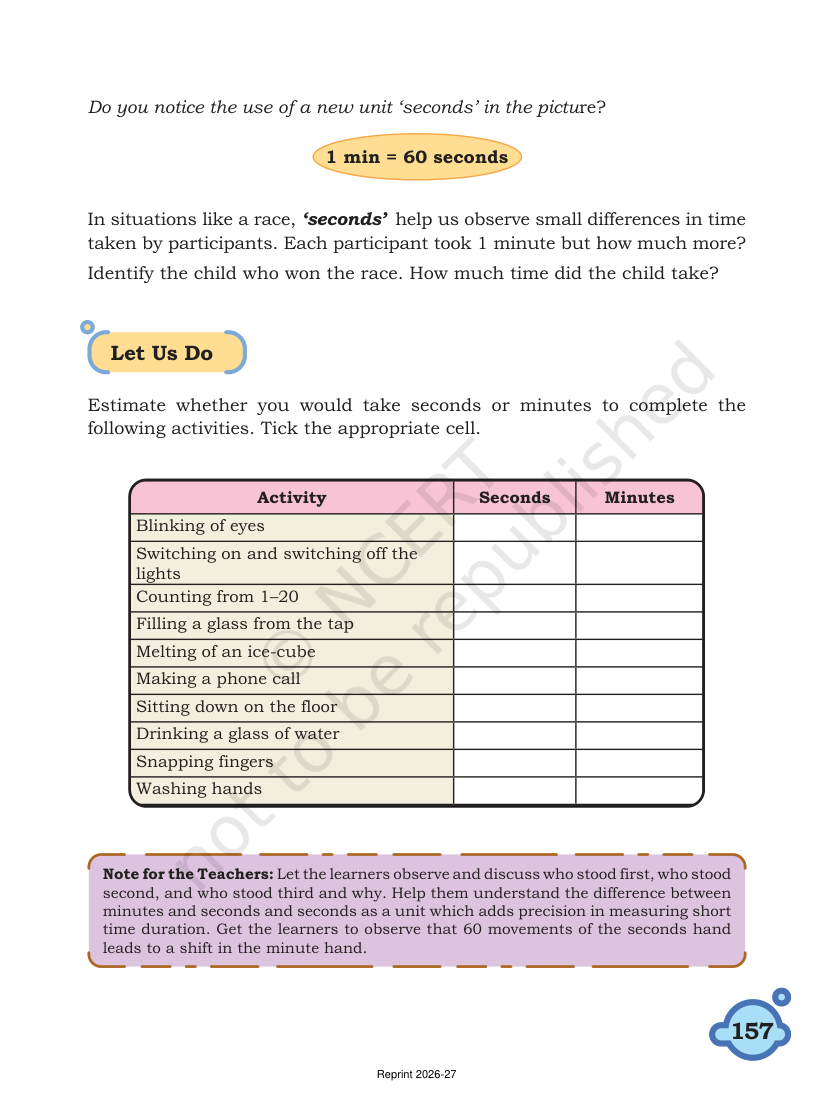 Do you notice the use of a new unit ‘seconds’ in the picture?
1 min = 60 seconds
In situations like a race, ‘seconds’ help us observe small differences in time
taken by participants. Each participant took 1 minute but how much more?
Identify the child who won the race. How much time did the child take?
Let Us Do
Estimate whether you would take seconds or minutes to complete the
following activities. Tick the appropriate cell.
Activity Seconds Minutes
Blinking of eyes
Switching on and switching off the
lights
Counting from 1–20
Filling a glass from the tap
Melting of an ice-cube
Making a phone call
Sitting down on the floor
Drinking a glass of water
Snapping fingers
Washing hands
© NCERT
not to be republished
Note for the Teachers: Let the learners observe and discuss who stood first, who stood
second, and who stood third and why. Help them understand the difference between
minutes and seconds and seconds as a unit which adds precision in measuring short
time duration. Get the learners to observe that 60 movements of the seconds hand
leads to a shift in the minute hand.
157
Reprint 2026-27